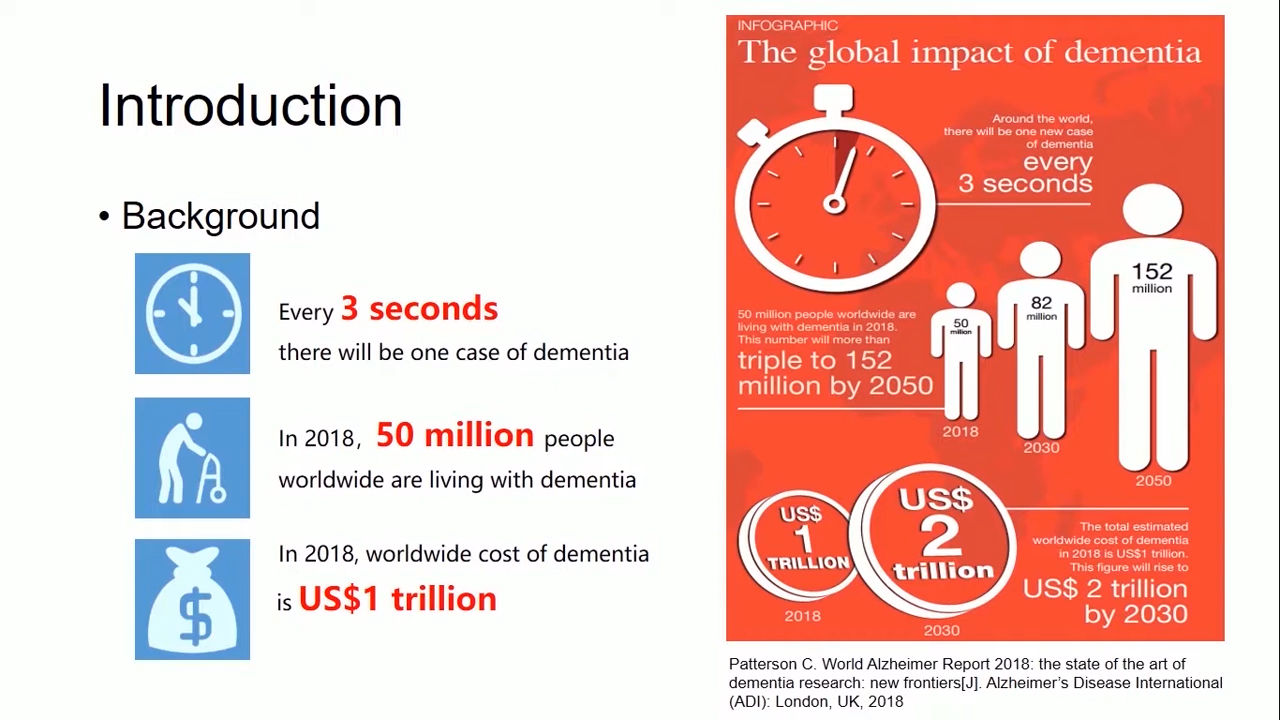 Introduction
• Background
Every 3 seconds
there will be one case of dementia
In 2018, 50 million people
worldwide are living with dementia
In 2018, worldwide cost of dementia
is US$1 trillion
$
INFOGRAPHIC
The global impact of dementia
Around the world,
there will be one new case
of dementia
every
3 seconds
50 million people worldwide are
living with dementia in 2018.
This number will more than
triple to 152
million by 2050
50
million
2018
82
million
2030
152
million
2050
US$
1
TRILLION
2018
US$
2
trillion
2030
The total estimated
worldwide cost of dementia
in 2018 is US$1 trillion.
This figure will rise to
US$ 2 trillion
by 2030
Patterson C. World Alzheimer Report 2018: the state of the art of
dementia research: new frontiers[J]. Alzheimer's Disease International
(ADI): London, UK, 2018